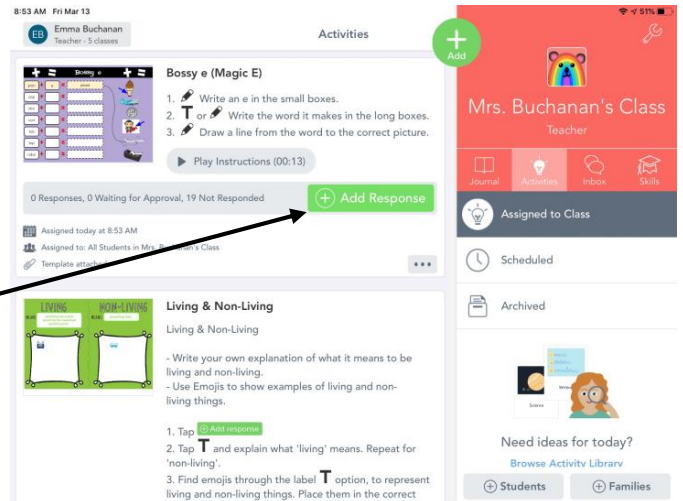 8:53 AM Fri Mar 13
51%
EB
Emma Buchanan
Teacher - 5 classes
Activities
Add
Bossy e
Bossy e (Magic E)
1. Write an e in the small boxes.
2. T or Write the word it makes in the long boxes.
3. Draw a line from the word to the correct picture.
Play Instructions (00:13)
0 Responses, 0 Waiting for Approval, 19 Not Responded
Add Response
Assigned today at 8:53 AM
Assigned to: All Students in Mrs. Buchanan's Class
Template attached
LIVING NON-LIVING
Living & Non-Living
Living & Non-Living
- Write your own explanation of what it means to be
living and non-living.
- Use Emojis to show examples of living and non-
living things.
1. Tap Add response
2. Tap T and explain what 'living' means. Repeat for
'non-living'.
3. Find emojis through the label T option, to represent
living and non-living things. Place them in the correct
Mrs. Buchanan's Class
Teacher
Journal
Activities
Inbox
Skills
Assigned to Class
Scheduled
Archived
Science
Need ideas for today?
Browse Activity Library
Students
Families